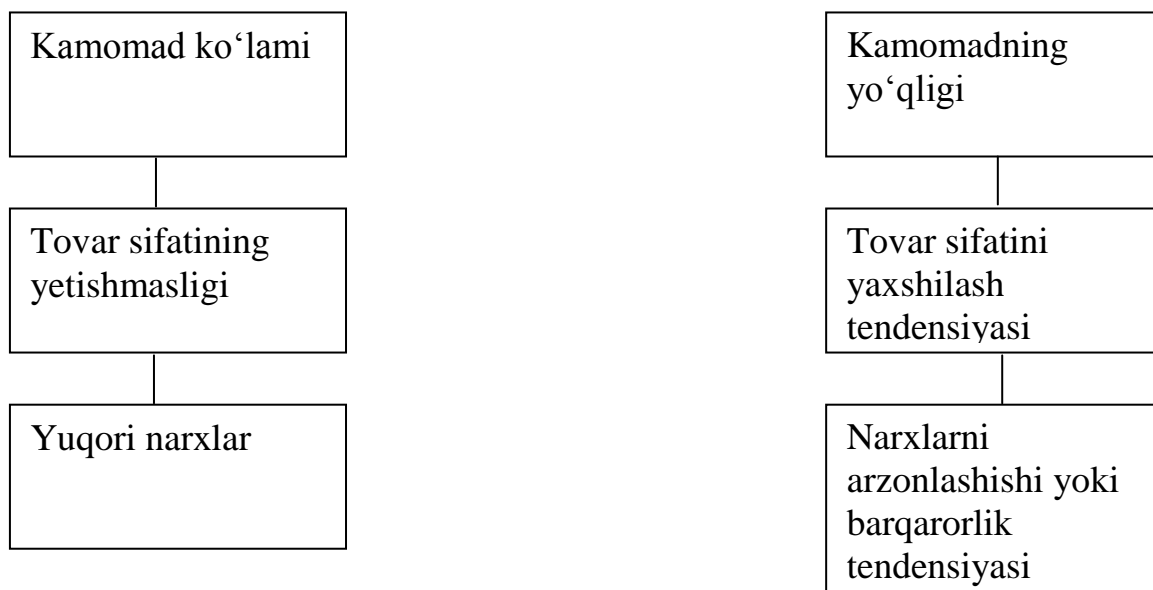 Kamomad ko‘lami
Tovar sifatining
yetishmasligi
Yuqori narxlar
Kamomadning
yo‘qligi
Tovar sifatini
yaxshilash
tendensiyasi
Narxlarni
arzonlashishi yoki
barqarorlik
tendensiyasi